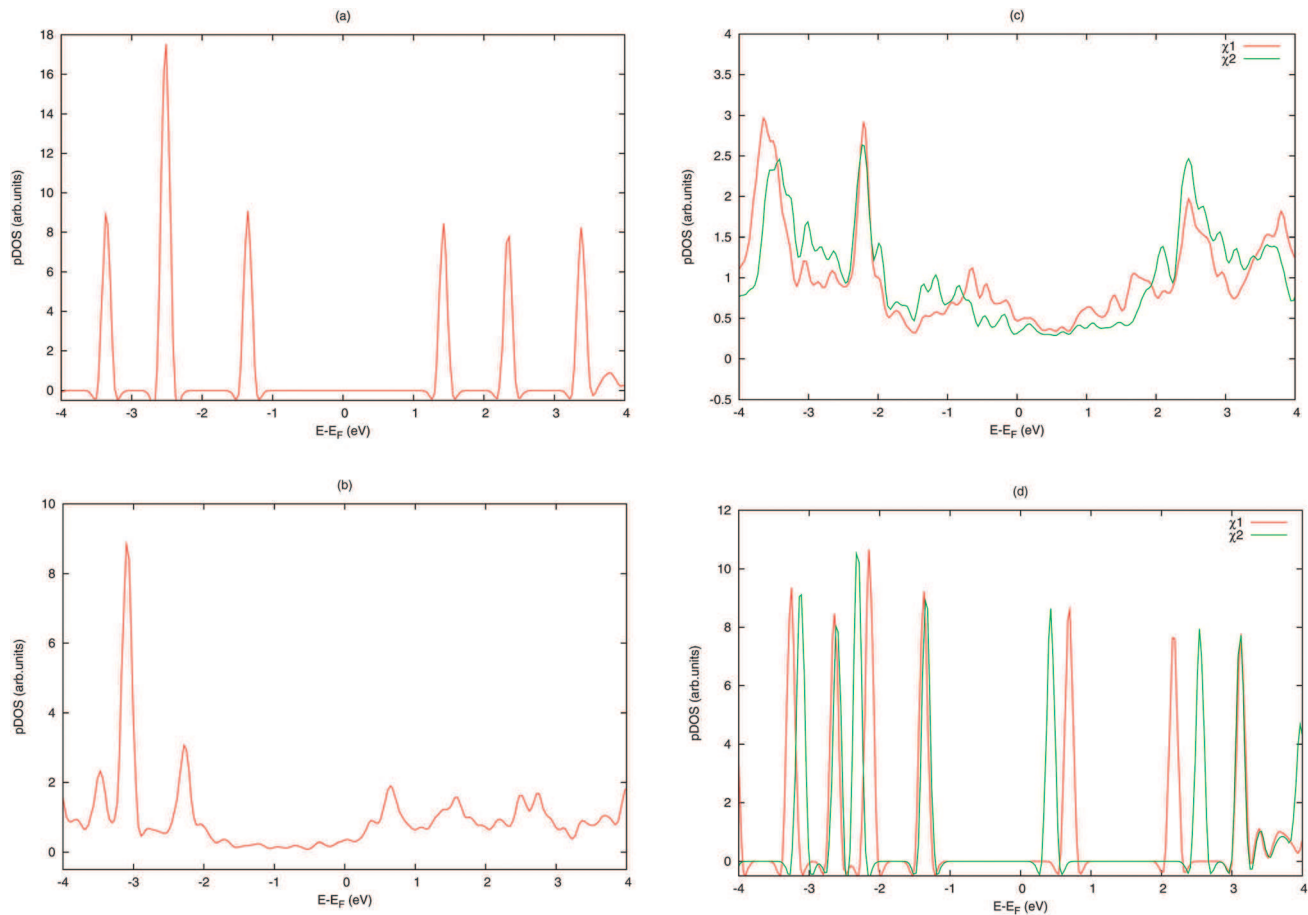 (a)
18
16
14
12
10
8
6
4
2
0
-4 -3 -2 -1 0 1 2 3 4
pDOS (arb.units)
E-E_F (eV)
(c)
χ1
χ2
4
3.5
3
2.5
2
1.5
1
0.5
0
-0.5
-4 -3 -2 -1 0 1 2 3 4
pDOS (arb.units)
E-E_F (eV)
(b)
10
8
6
4
2
0
-4 -3 -2 -1 0 1 2 3 4
pDOS (arb.units)
E-E_F (eV)
(d)
χ1
χ2
12
10
8
6
4
2
0
-4 -3 -2 -1 0 1 2 3 4
pDOS (arb.units)
E-E_F (eV)